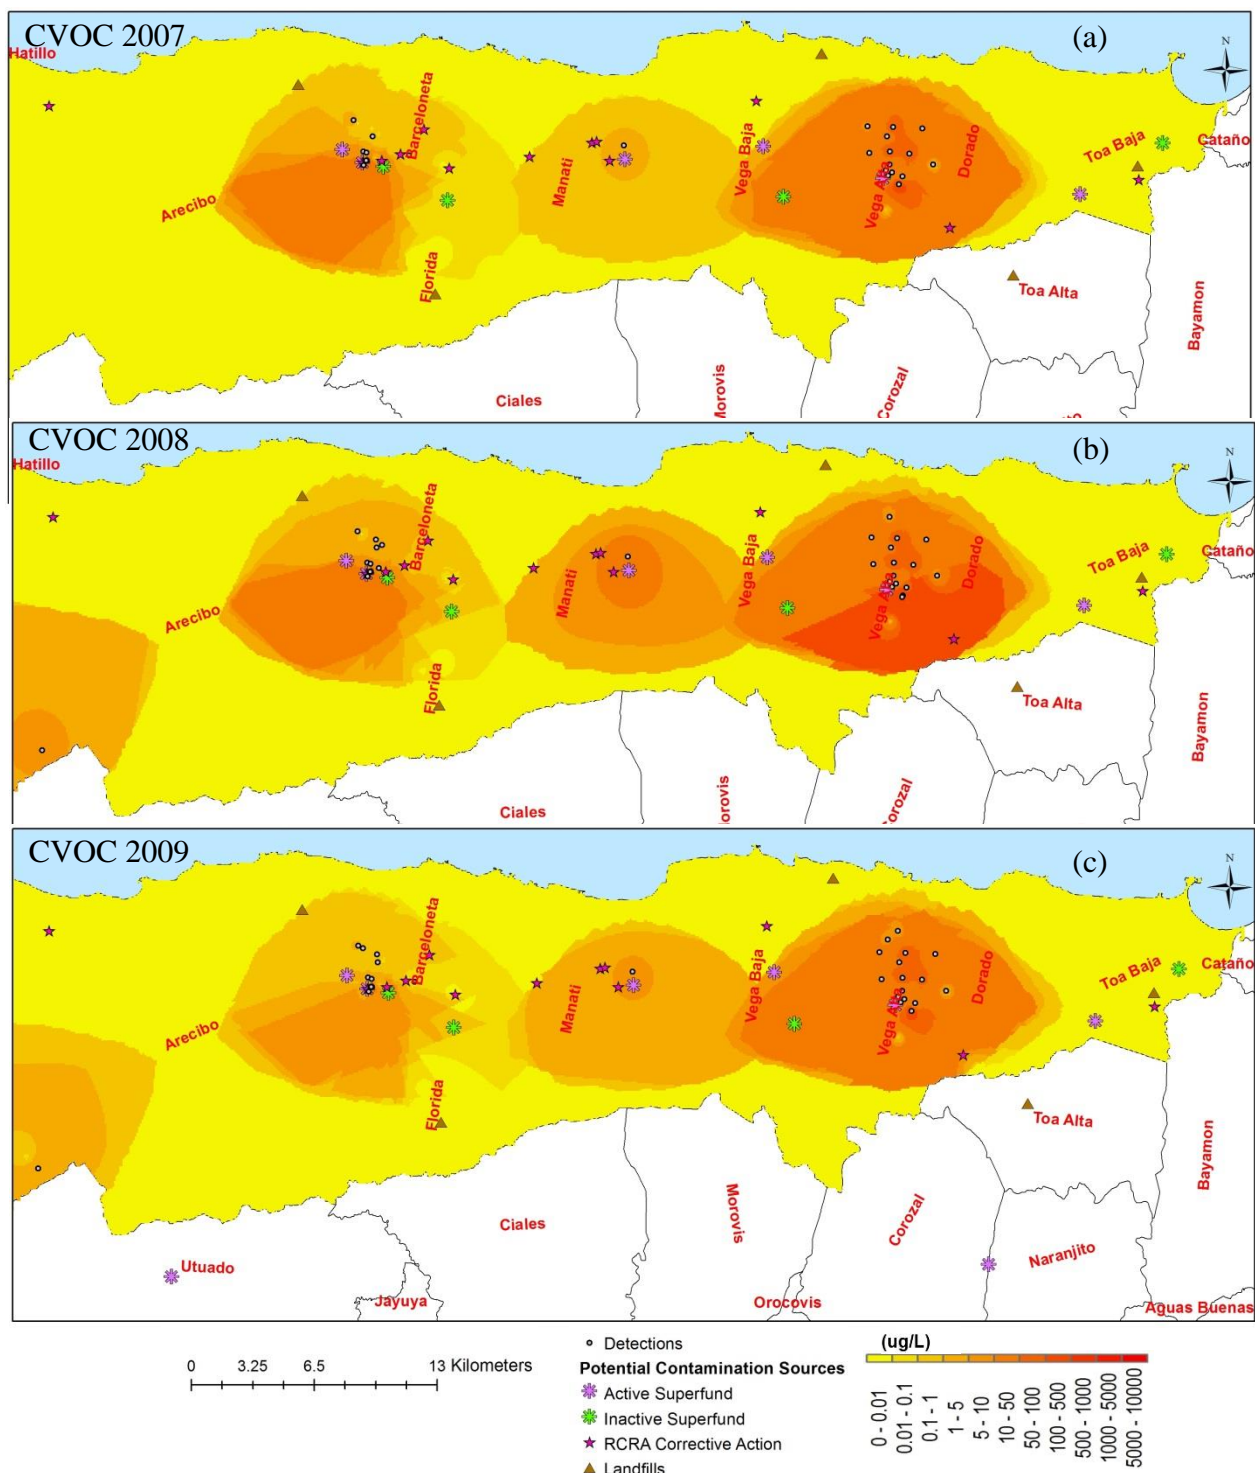 CVOC 2007
(a)
Hatillo
N
Barceloneta
Vega Baja
Dorado
Toa Baja
Cataño
Manatí
Vega Alta
Arecibo
Florida
Toa Alta
Bayamon
Ciales
Morovis
Corozal
CVOC 2008
(b)
Hatillo
N
Barceloneta
Vega Baja
Dorado
Toa Baja
Cataño
Manatí
Vega Alta
Arecibo
Florida
Toa Alta
Bayamon
Ciales
orovis
Corozal
CVOC 2009
(c)
N
Barceloneta
Vega Baja
Dorado
Toa Baja
Cataño
Manatí
Vega Alta
Arecibo
Florida
Toa Alta
Bayamon
Ciales
Morovis
Corozal
Naranjito
Utuado
Jayuya
Orocovis
Aguas Buenas
Detections
Potential Contamination Sources
Active Superfund
Inactive Superfund
RCRA Corrective Action
Landfills
0 3.25 6.5 13 Kilometers
(ug/L)
0 - 0.01
0.01 - 0.1
0.1 - 1
1 - 5
5 - 10
10 - 50
50 - 100
100 - 500
500 - 1000
1000 - 5000
5000 - 10000